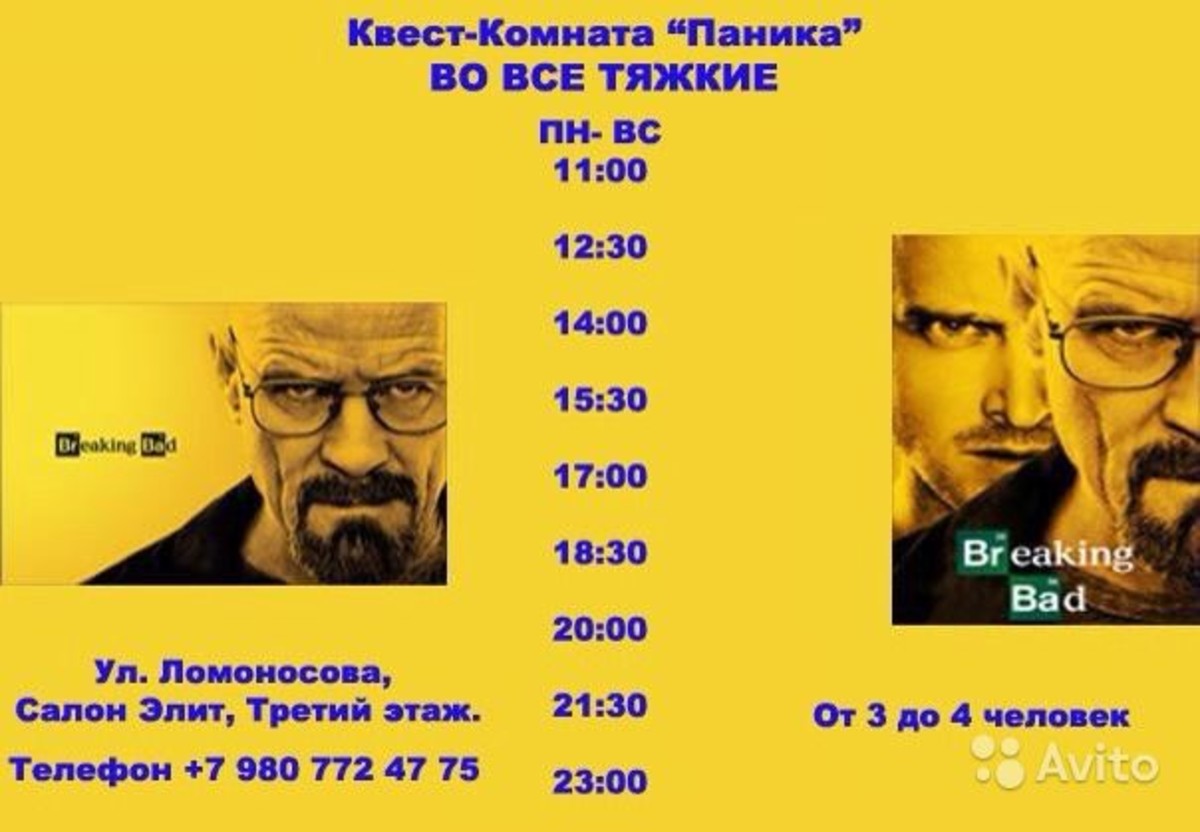 Квест-Комната “Паника”
ВО ВСЕ ТЯЖКИЕ
ПН- ВС
11:00
12:30
14:00
15:30
17:00
18:30
20:00
21:30
23:00
Breaking Bad
Breaking
Bad
Ул. Ломоносова,
Салон Элит, Третий этаж.
Телефон +7 980 772 47 75
От 3 до 4 человек
Avito